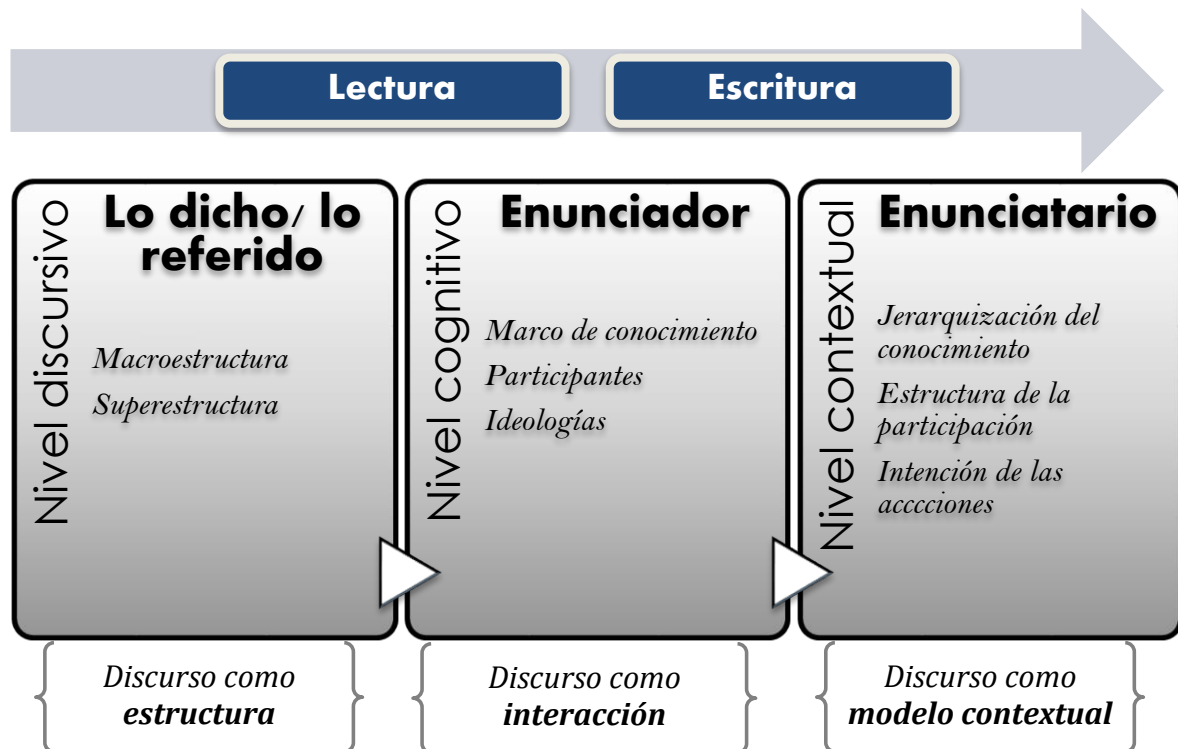 Lectura
Escritura
Nivel discursivo
Lo dicho/ lo
referido
Macroestructura
Superestructura
Nivel cognitivo
Enunciador
Marco de conocimiento
Participantes
Ideologías
Nivel contextual
Enunciatario
Jerarquización del
conocimiento
Estructura de la
participación
Intención de las
acccciones
Discurso como
estructura
Discurso como
interacción
Discurso como
modelo contextual